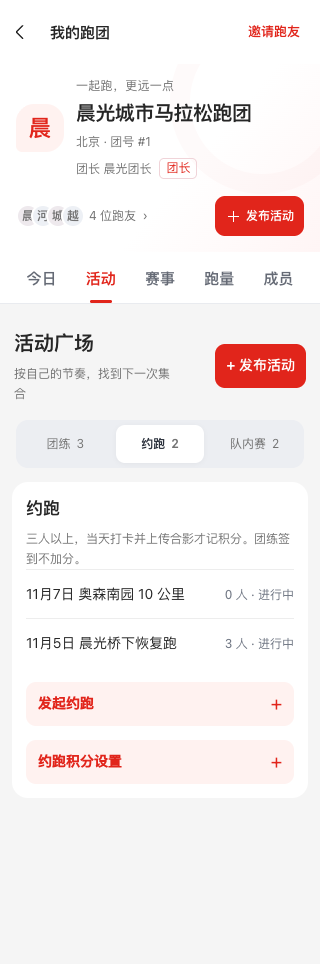 我的跑团
邀请跑友
一起跑，更远一点
晨
晨光城市马拉松跑团
北京 · 团号 #1
团长 晨光团长 团长
晨 河 城 越 4 位跑友 ›
＋ 发布活动
今日 活动 赛事 跑量 成员
活动广场
按自己的节奏，找到下一次集
合
+ 发布活动
团练 3 约跑 2 队内赛 2
约跑
三人以上，当天打卡并上传合影才记积分。团练签
到不加分。
11月7日 奥森南园 10 公里 0 人 · 进行中
11月5日 晨光桥下恢复跑 3 人 · 进行中
发起约跑 +
约跑积分设置 +